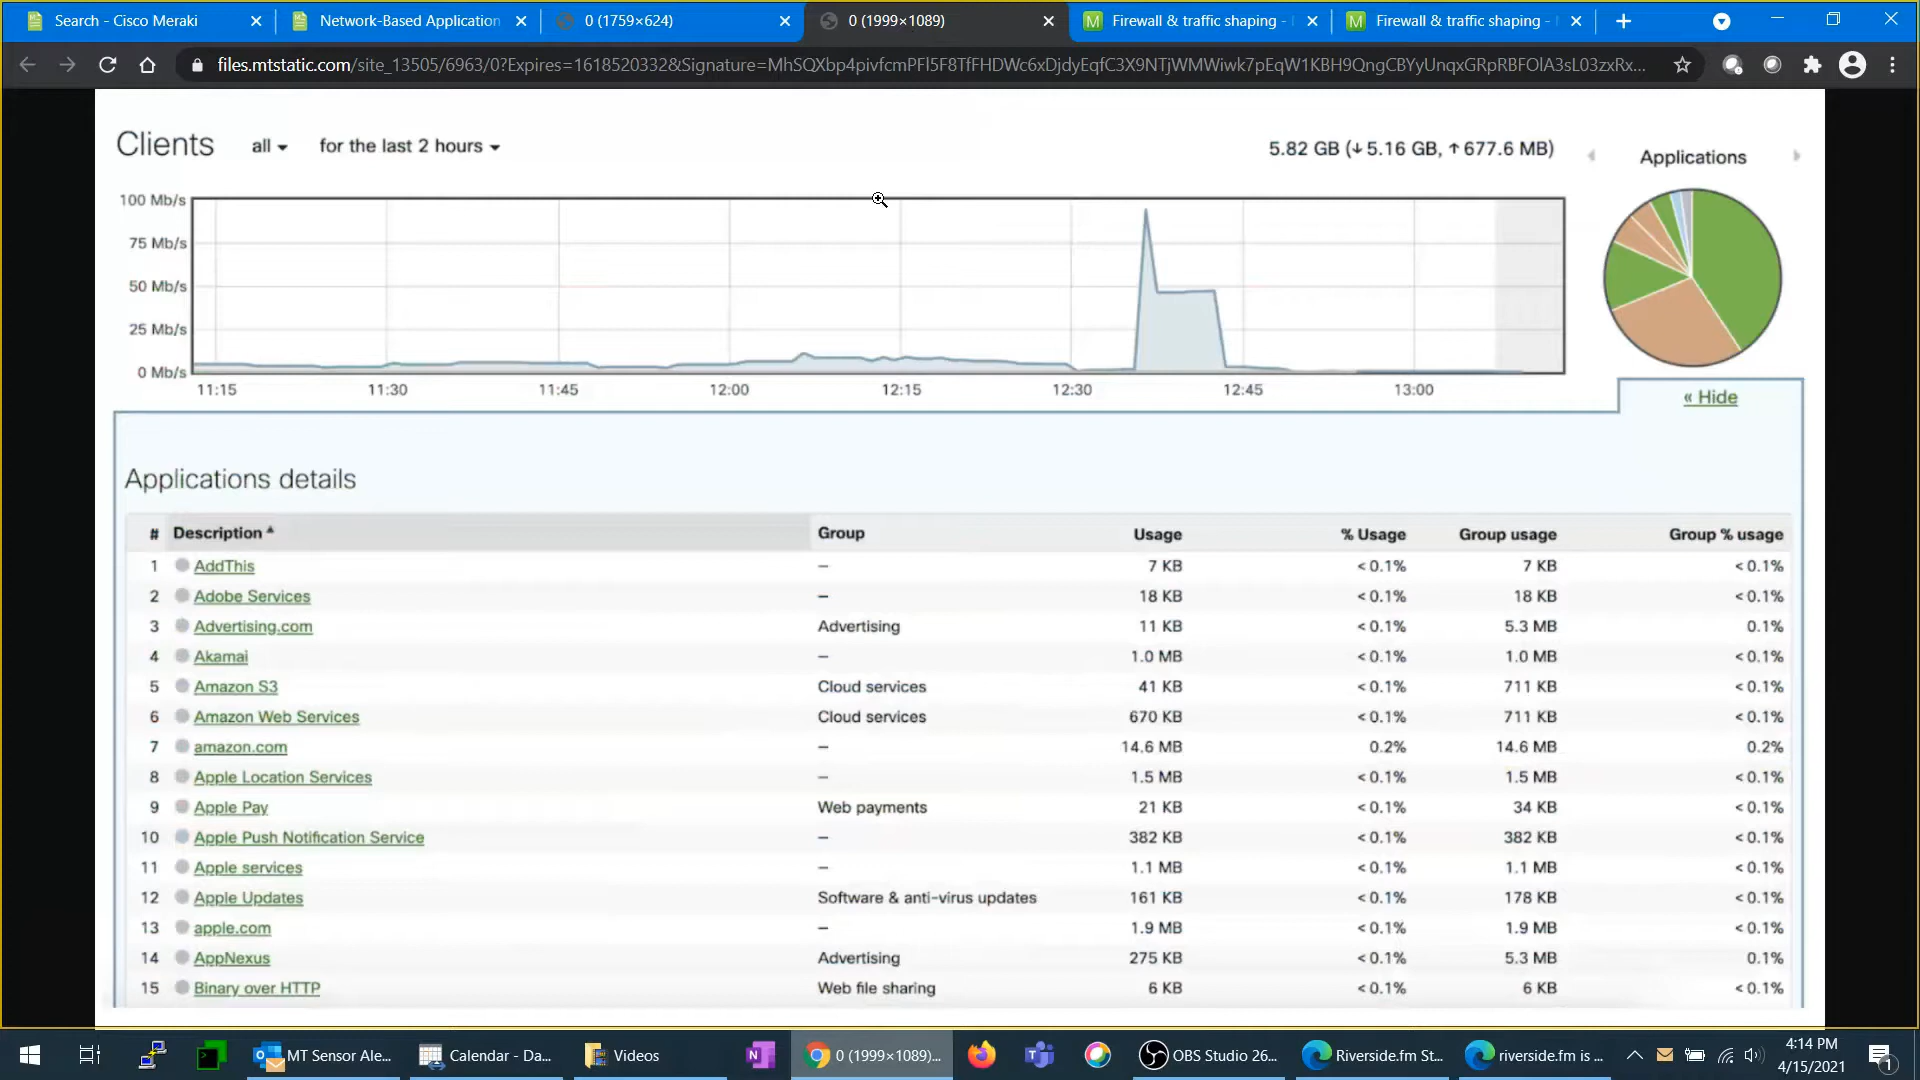 Search - Cisco Meraki
Network-Based Application
0 (1759×624)
0 (1999×1089)
Firewall & traffic shaping -
Firewall & traffic shaping -
files.mtstatic.com/site_13505/6963/0?Expires=1618520332&Signature=MhSQXbp4pivfcmPFl5F8TfFHDWc6xDjdyEqfC3X9NTjWMWiwk7pEqW1KBH9QngCBYyUnqxGRpRBFOlA3sL03zxRx...
Clients all for the last 2 hours 5.82 GB (↓ 5.16 GB, ↑ 677.6 MB) Applications
100 Mb/s
75 Mb/s
50 Mb/s
25 Mb/s
0 Mb/s
11:15 11:30 11:45 12:00 12:15 12:30 12:45 13:00
« Hide
Applications details
# Description Group Usage % Usage Group usage Group % usage
1 AddThis – 7 KB <0.1% 7 KB <0.1%
2 Adobe Services – 18 KB <0.1% 18 KB <0.1%
3 Advertising.com Advertising 11 KB <0.1% 5.3 MB 0.1%
4 Akamai – 1.0 MB <0.1% 1.0 MB <0.1%
5 Amazon S3 Cloud services 41 KB <0.1% 711 KB <0.1%
6 Amazon Web Services Cloud services 670 KB <0.1% 711 KB <0.1%
7 amazon.com – 14.6 MB 0.2% 14.6 MB 0.2%
8 Apple Location Services – 1.5 MB <0.1% 1.5 MB <0.1%
9 Apple Pay Web payments 21 KB <0.1% 34 KB <0.1%
10 Apple Push Notification Service – 382 KB <0.1% 382 KB <0.1%
11 Apple services – 1.1 MB <0.1% 1.1 MB <0.1%
12 Apple Updates Software & anti-virus updates 161 KB <0.1% 178 KB <0.1%
13 apple.com – 1.9 MB <0.1% 1.9 MB <0.1%
14 AppNexus Advertising 275 KB <0.1% 5.3 MB 0.1%
15 Binary over HTTP Web file sharing 6 KB <0.1% 6 KB <0.1%
MT Sensor Ale...
Calendar - Da...
Videos
0 (1999×1089)...
OBS Studio 26...
Riverside.fm St...
riverside.fm is ...
4:14 PM
4/15/2021
1